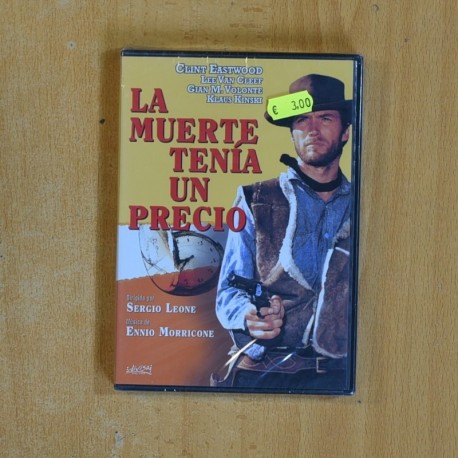 CLINT EASTWOOD
LEE VAN CLEEF
GIAN M. VOLONTE
KLAUS KINSKI
€ 3.00
LA
MUERTE
TENÍA
UN
PRECIO
SERGIO LEONE
ENNIO MORRICONE